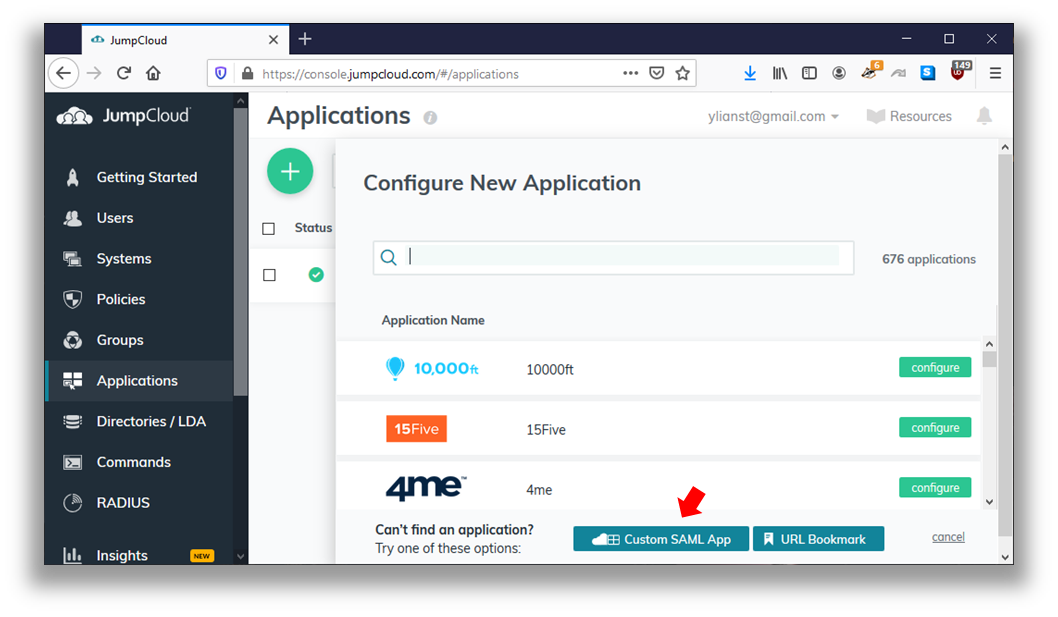 JumpCloud
https://console.jumpcloud.com/#/applications
6
149
S
JumpCloud
Applications
ylianst@gmail.com
Resources
Getting Started
Users
Systems
Policies
Groups
Applications
Directories / LDA
Commands
RADIUS
Insights NEW
Status
Configure New Application
676 applications
Application Name
10,000ft 10000ft configure
15Five 15Five configure
4me™ 4me configure
Can't find an application?
Try one of these options:
Custom SAML App
URL Bookmark
cancel